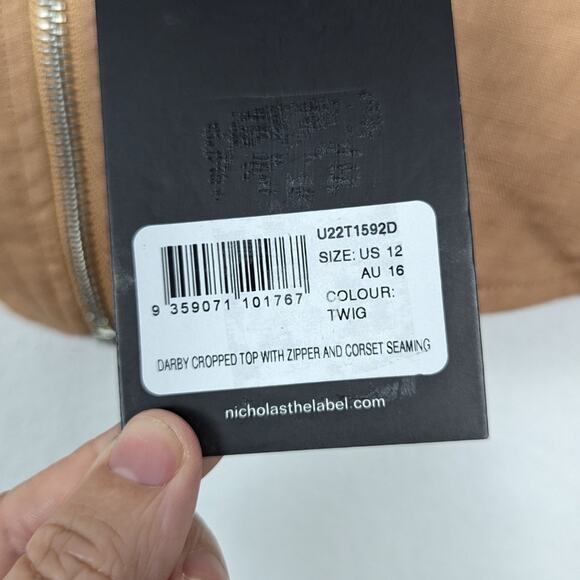 U22T1592D
SIZE: US 12
AU 16
COLOUR:
TWIG
9 359071 101767
DARBY CROPPED TOP WITH ZIPPER AND CORSET SEAMING
nicholasthelabel.com